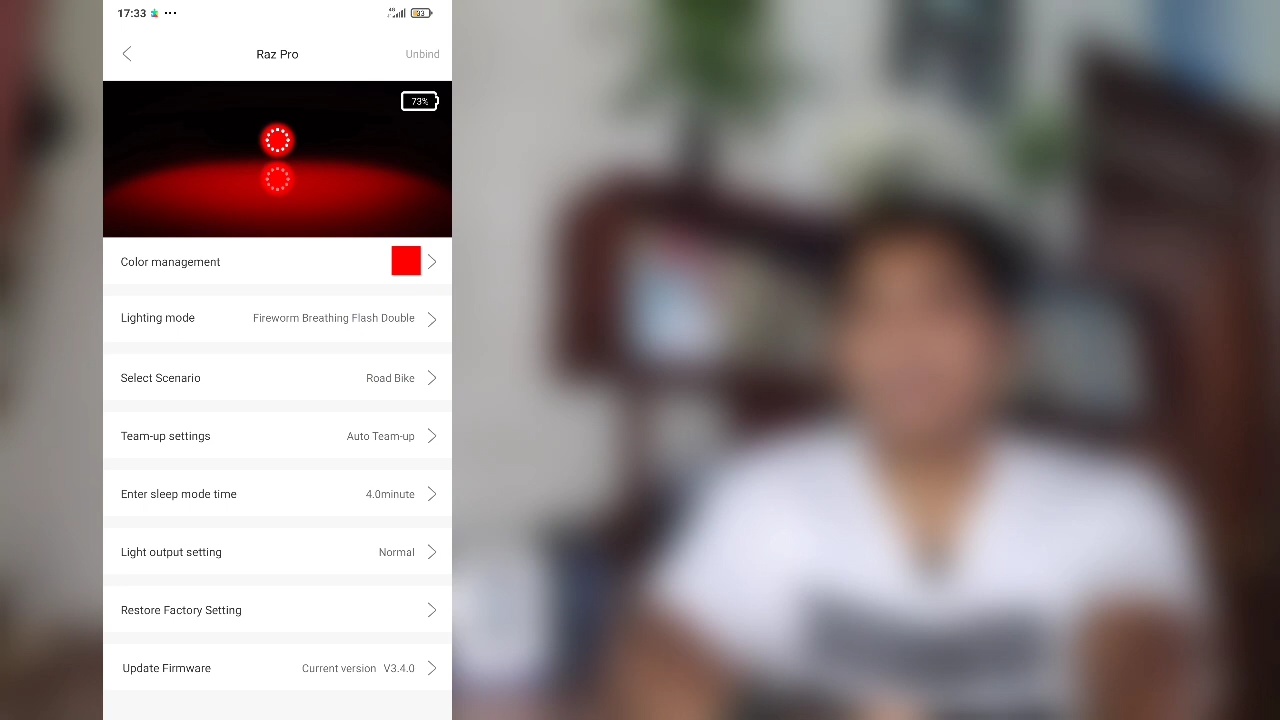 17:33 4G 33
Raz Pro Unbind
73%
Color management
Lighting mode Fireworm Breathing Flash Double
Select Scenario Road Bike
Team-up settings Auto Team-up
Enter sleep mode time 4.0minute
Light output setting Normal
Restore Factory Setting
Update Firmware Current version V3.4.0